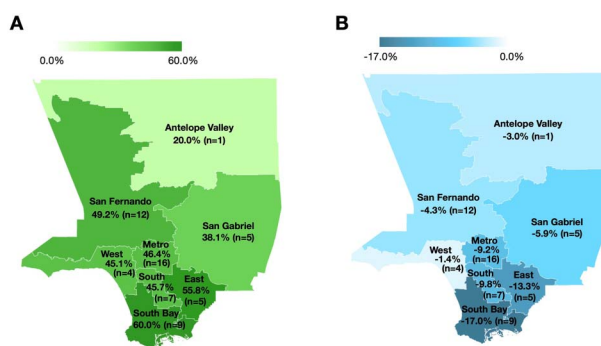 A
0.0%
60.0%
Antelope Valley
20.0% (n=1)
San Fernando
49.2% (n=12)
San Gabriel
38.1% (n=5)
Metro
46.4%
(n=16)
West
45.1%
(n=4)
South
45.7%
(n=7)
East
55.8%
(n=5)
South Bay
60.0% (n=9)
B
-17.0%
0.0%
Antelope Valley
-3.0% (n=1)
San Fernando
-4.3% (n=12)
San Gabriel
-5.9% (n=5)
Metro
-9.2%
(n=16)
West
-1.4%
(n=4)
South
-9.8%
(n=7)
East
-13.3%
(n=5)
South Bay
-17.0% (n=9)